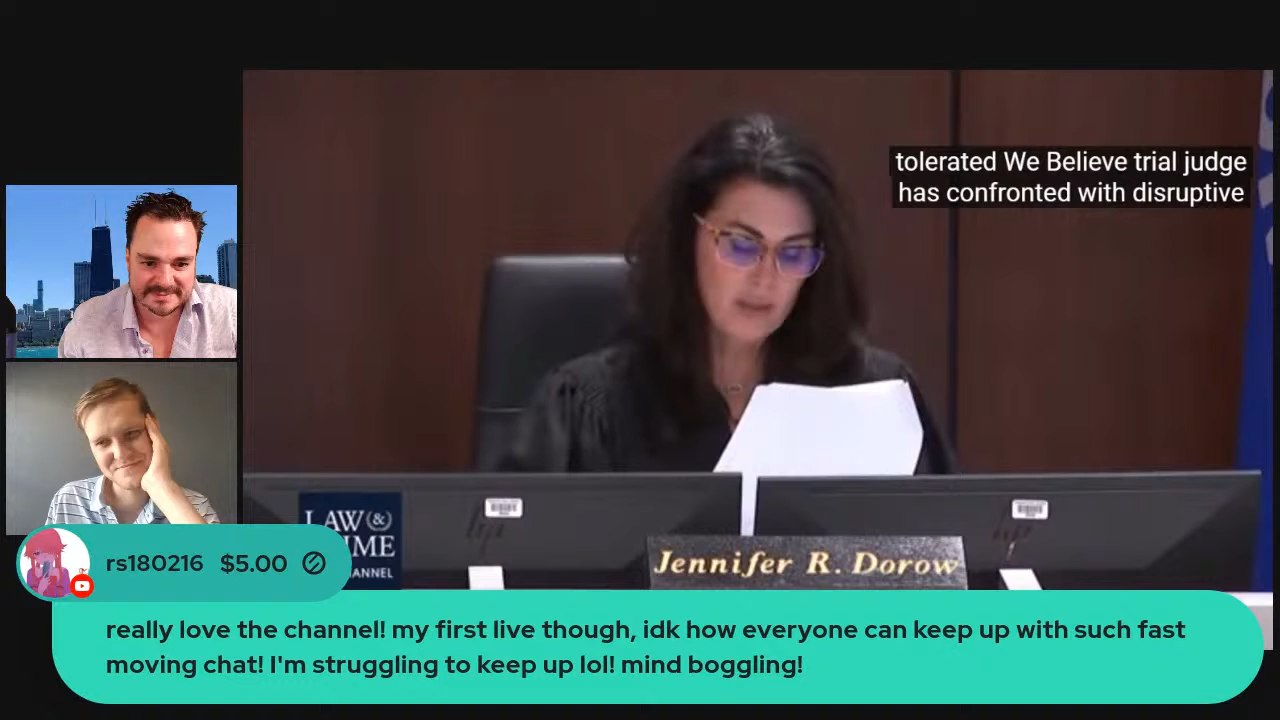 tolerated We Believe trial judge
has confronted with disruptive
LAW &
IME
HANNEL
Jennifer R. Dorow
rs180216 $5.00
really love the channel! my first live though, idk how everyone can keep up with such fast
moving chat! I'm struggling to keep up lol! mind boggling!